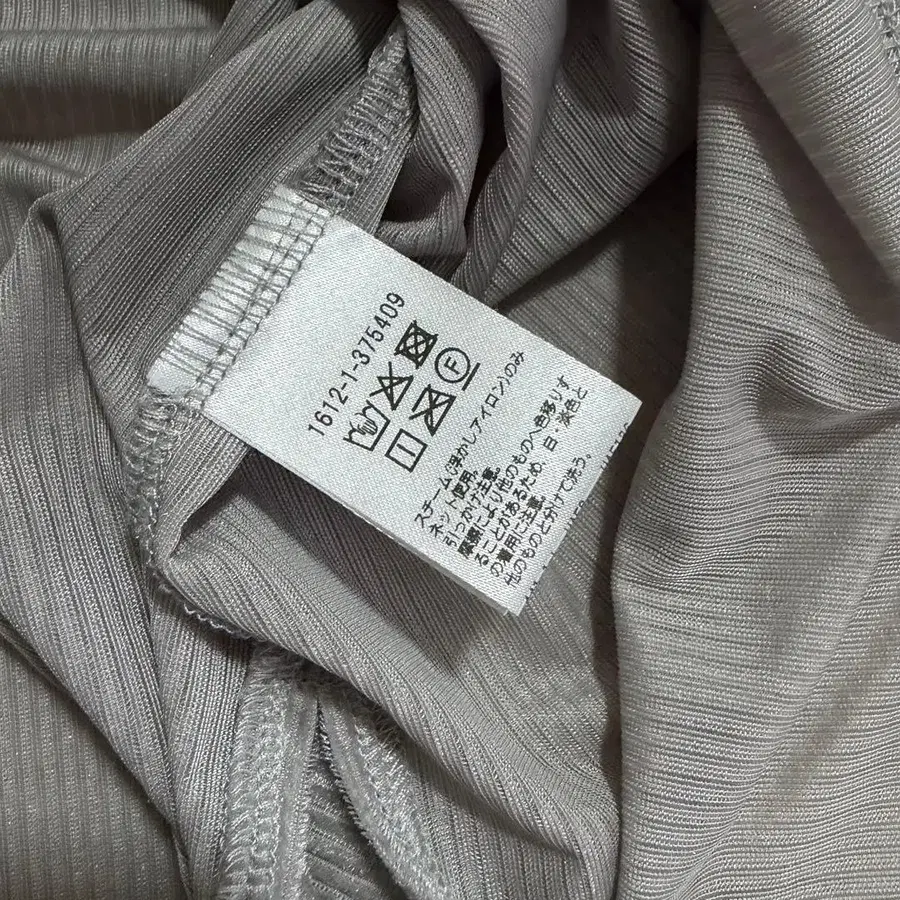 1612-1-375409
F
スチーム(浮かしアイロン)のみ
ネット使用。
引っかけ注意。
摩擦により他のものへ色移りす
ることがあるため、白・淡色と
の着用にご注意。
他のものと分けて洗う。